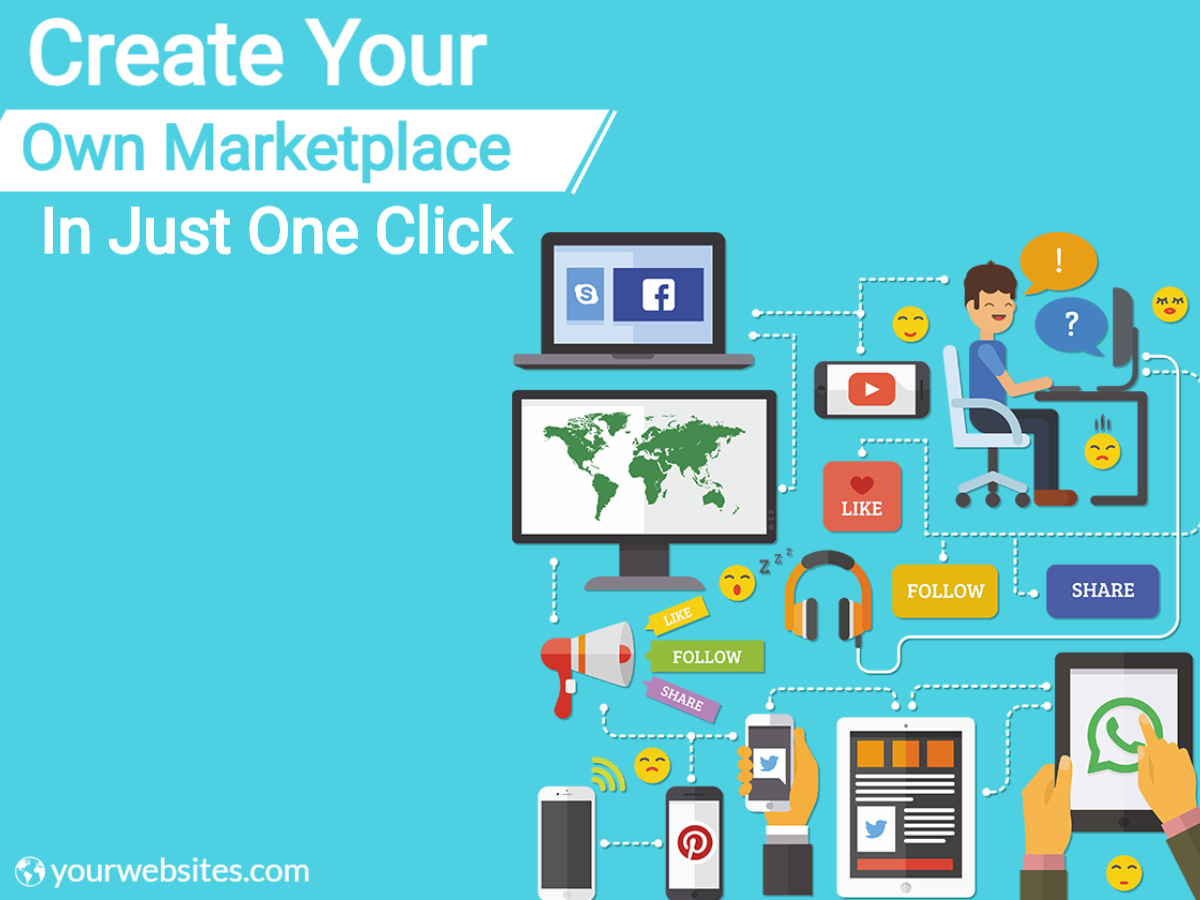 Create Your
Own Marketplace
In Just One Click
!
?
LIKE
LIKE
FOLLOW
SHARE
FOLLOW
SHARE
z z z
yourwebsites.com